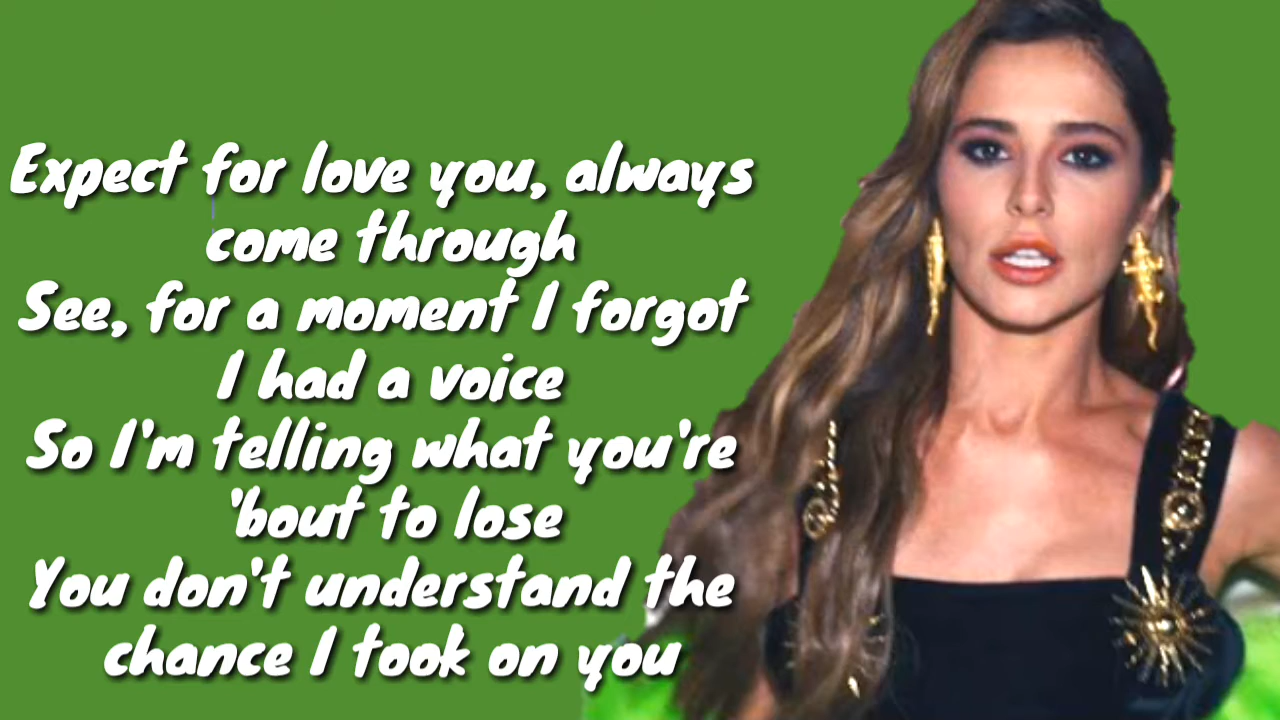 Expect for love you, always
come through
See, for a moment I forgot
I had a voice
So I'm telling what you're
'bout to lose
You don't understand the
chance I took on you